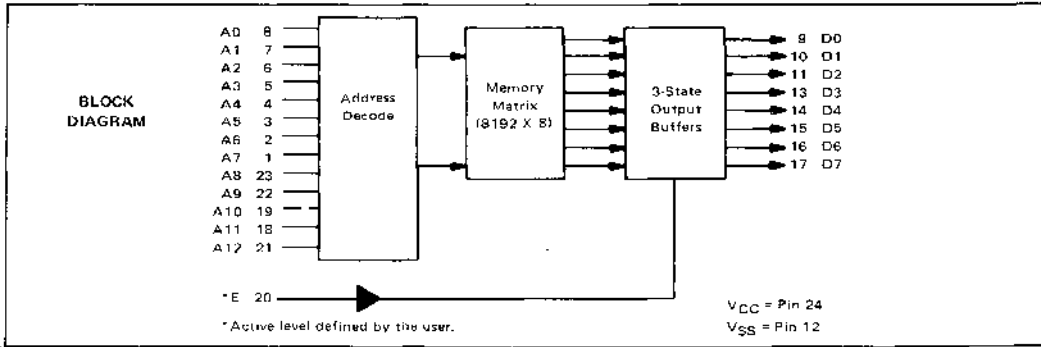 BLOCK
DIAGRAM
A0 8
A1 7
A2 6
A3 5
A4 4
A5 3
A6 2
A7 1
A8 23
A9 22
A10 19
A11 18
A12 21
Address
Decode
Memory
Matrix
(8192 X 8)
3-State
Output
Buffers
9 D0
10 D1
11 D2
13 D3
14 D4
15 D5
16 D6
17 D7
*E 20
*Active level defined by the user.
VCC = Pin 24
VSS = Pin 12